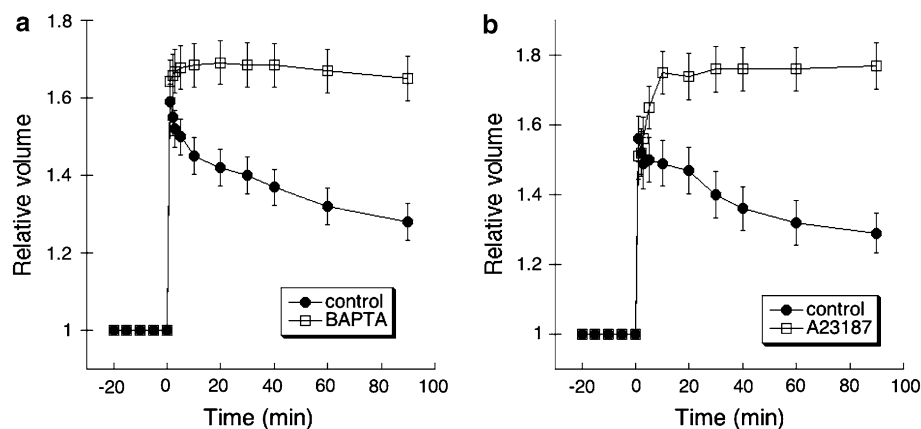 a
1.8
1.6
1.4
1.2
1
Relative volume
control
BAPTA
-20 0 20 40 60 80 100
Time (min)
b
1.8
1.6
1.4
1.2
1
Relative volume
control
A23187
-20 0 20 40 60 80 100
Time (min)